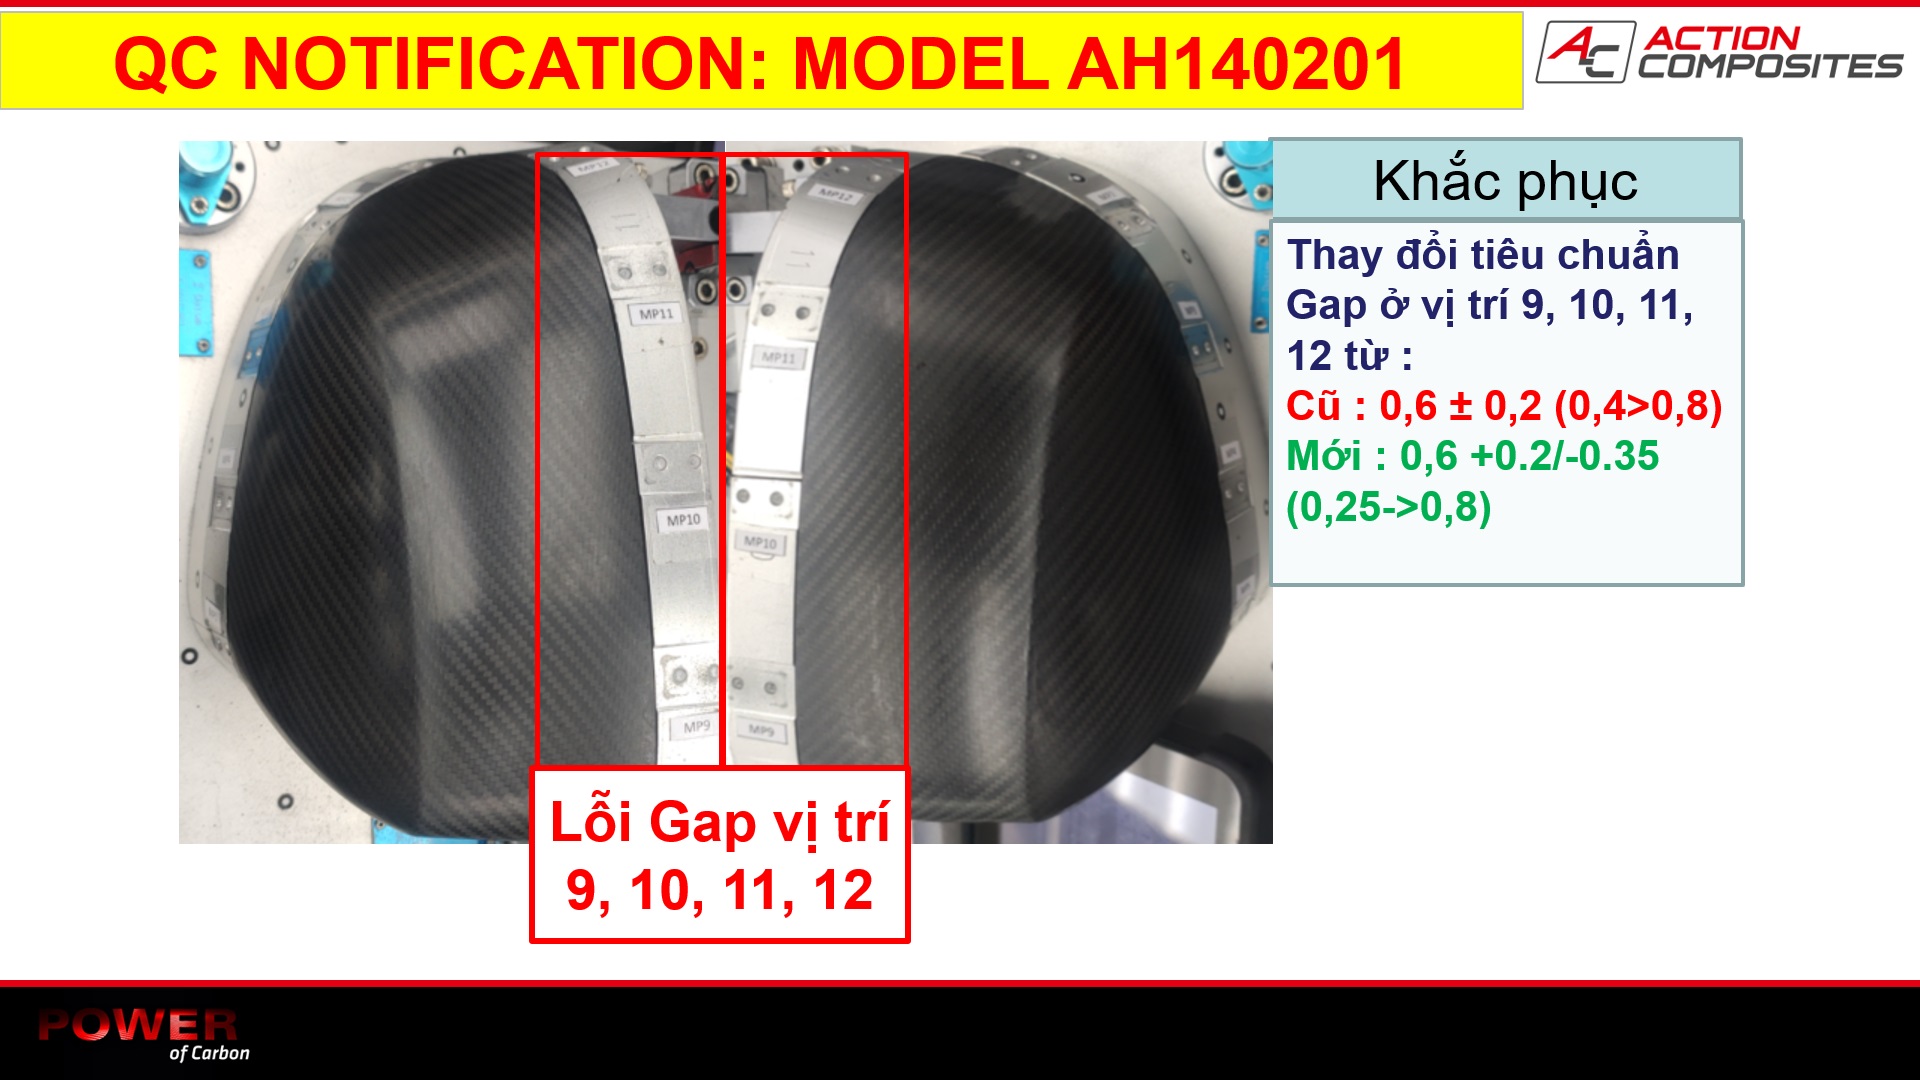 QC NOTIFICATION: MODEL AH140201
AC ACTION
COMPOSITES
Khắc phục
Thay đổi tiêu chuẩn
Gap ở vị trí 9, 10, 11,
12 từ :
Cũ : 0,6 ± 0,2 (0,4>0,8)
Mới : 0,6 +0.2/-0.35
(0,25->0,8)
MP12
MP12
MP11
MP11
MP10
MP10
MP9
MP9
Lỗi Gap vị trí
9, 10, 11, 12
POWER
of Carbon